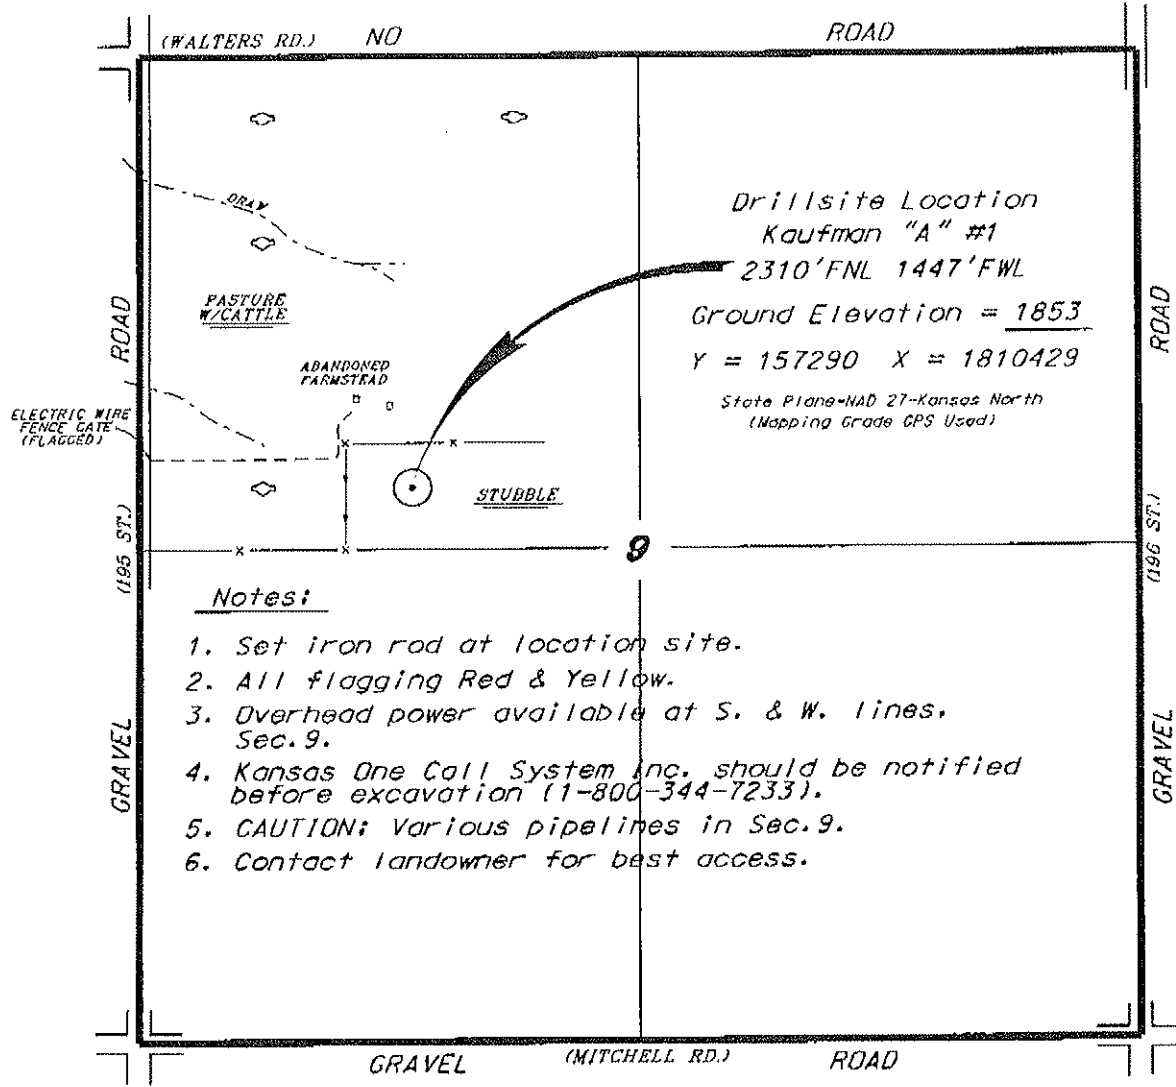 (WALTERS RD.) NO ROAD
DRAW
Drillsite Location
Kaufman "A" #1
2310'FNL 1447'FWL
PASTURE
W/CATTLE
Ground Elevation = 1853
ROAD
ROAD
Y = 157290 X = 1810429
ABANDONED
FARMSTEAD
State Plane-NAD 27-Kansas North
(Mapping Grade GPS Used)
ELECTRIC WIRE
FENCE GATE
(FLAGGED)
STUBBLE
(195 ST.)
(196 ST.)
9
Notes:
1. Set iron rod at location site.
2. All flagging Red & Yellow.
3. Overhead power available at S. & W. lines,
Sec.9.
4. Kansas One Call System Inc. should be notified
before excavation (1-800-344-7233).
5. CAUTION: Various pipelines in Sec.9.
6. Contact landowner for best access.
GRAVEL
GRAVEL
GRAVEL (MITCHELL RD.) ROAD